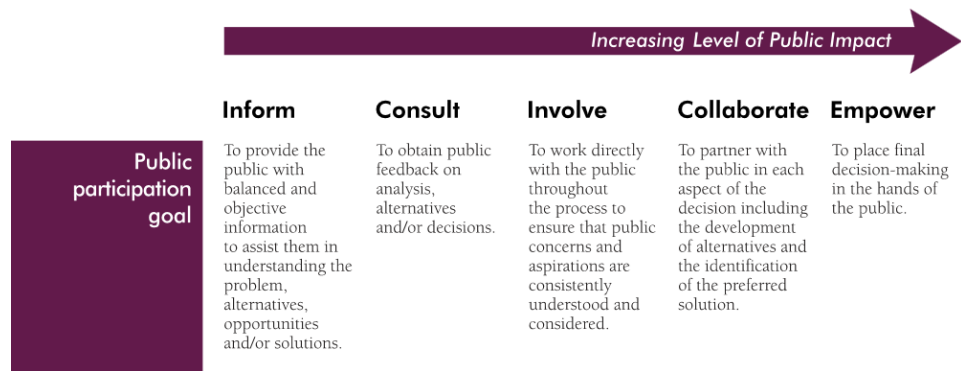 Increasing Level of Public Impact
Inform
Consult
Involve
Collaborate
Empower
Public
participation
goal
To provide the
public with
balanced and
objective
information
to assist them in
understanding the
problem,
alternatives,
opportunities
and/or solutions.
To obtain public
feedback on
analysis,
alternatives
and/or decisions.
To work directly
with the public
throughout
the process to
ensure that public
concerns and
aspirations are
consistently
understood and
considered.
To partner with
the public in each
aspect of the
decision including
the development
of alternatives and
the identification
of the preferred
solution.
To place final
decision-making
in the hands of
the public.